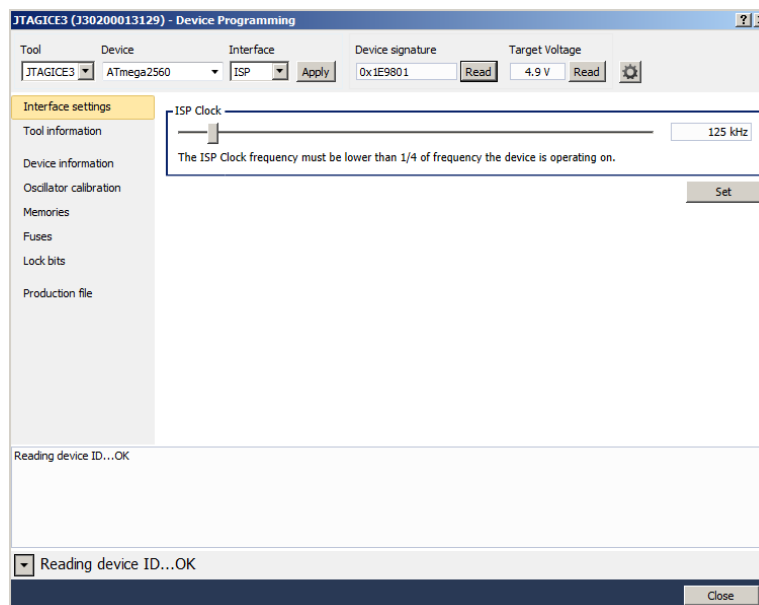 JTAGICE3 (J30200013129) - Device Programming
Tool Device Interface Device signature Target Voltage
JTAGICE3 ATmega2560 ISP Apply 0x1E9801 Read 4.9 V Read
Interface settings
Tool information
Device information
Oscillator calibration
Memories
Fuses
Lock bits
Production file
ISP Clock
125 kHz
The ISP Clock frequency must be lower than 1/4 of frequency the device is operating on.
Set
Reading device ID...OK
Reading device ID...OK
Close